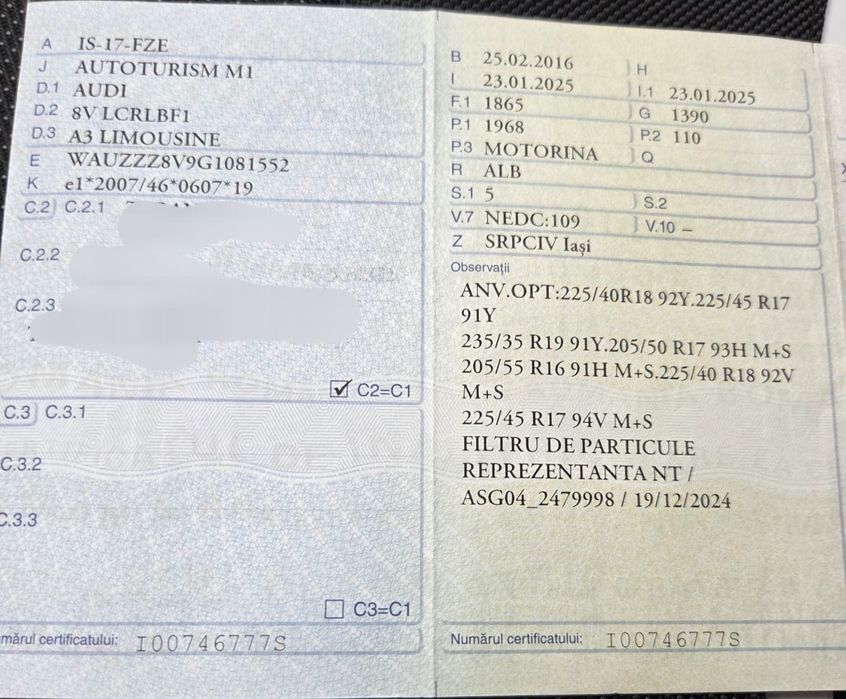 A IS-17-FZE
J AUTOTURISM M1
D.1 AUDI
D.2 8V LCRLBF1
D.3 A3 LIMOUSINE
E WAUZZZ8V9G1081552
K e1*2007/46*0607*19
C.2 C.2.1
C.2.2
C.2.3
C2=C1
C.3 C.3.1
C.3.2
C.3.3
C3=C1
mărul certificatului: I00746777S
B 25.02.2016 H
I 23.01.2025 I.1 23.01.2025
F.1 1865 G 1390
P.1 1968 P.2 110
P.3 MOTORINA Q
R ALB
S.1 5 S.2
V.7 NEDC:109 V.10 –
Z SRPCIV Iași
Observații
ANV.OPT:225/40R18 92Y.225/45 R17
91Y
235/35 R19 91Y.205/50 R17 93H M+S
205/55 R16 91H M+S.225/40 R18 92V
M+S
225/45 R17 94V M+S
FILTRU DE PARTICULE
REPREZENTANTA NT /
ASG04_2479998 / 19/12/2024
Numărul certificatului: I00746777S